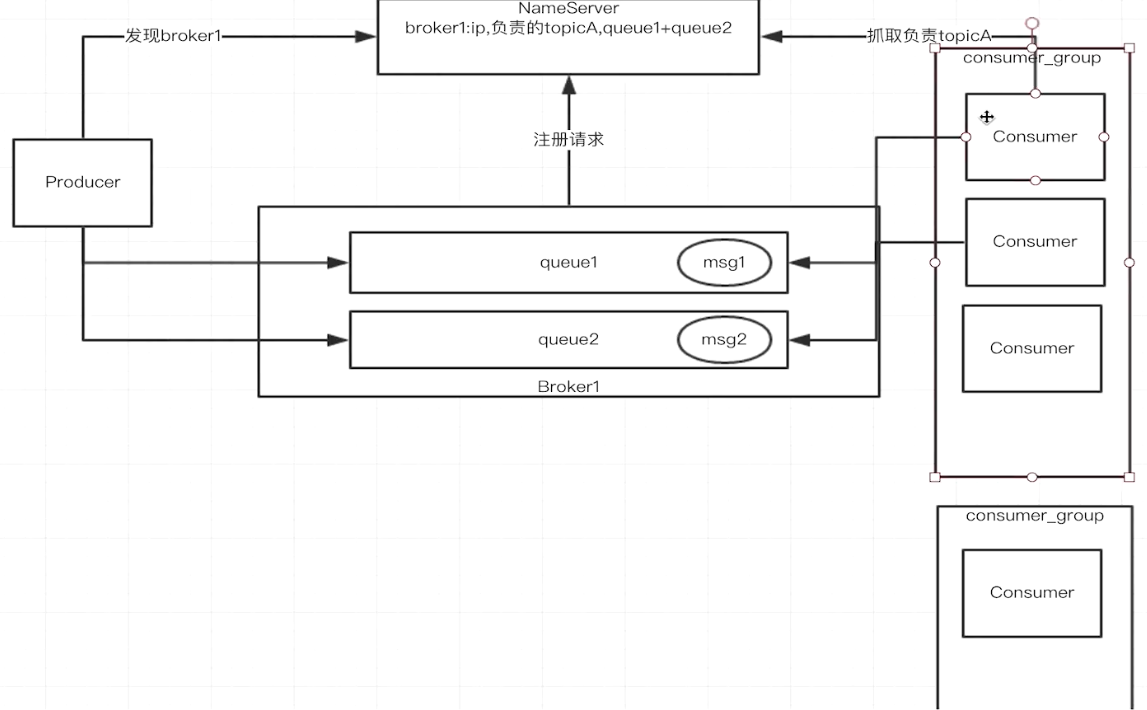 NameServer
broker1:ip,负责的topicA,queue1+queue2
发现broker1
抓取负责topicA
consumer_group
注册请求
Consumer
Producer
Consumer
queue1
msg1
queue2
msg2
Consumer
Broker1
consumer_group
Consumer